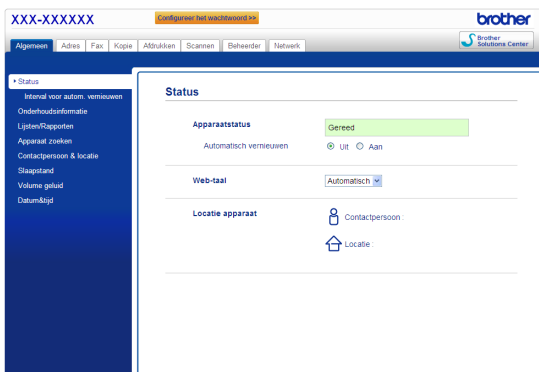 XXX-XXXXXX
Configureer het wachtwoord >>
brother
Algemeen Adres Fax Kopie Afdrukken Scannen Beheerder Netwerk
Brother
Solutions Center
Status
Interval voor autom. vernieuwen
Onderhoudsinformatie
Lijsten/Rapporten
Apparaat zoeken
Contactpersoon & locatie
Slaapstand
Volume geluid
Datum&tijd
Status
Apparaatstatus Gereed
Automatisch vernieuwen Uit Aan
Web-taal Automatisch
Locatie apparaat Contactpersoon :
Locatie :